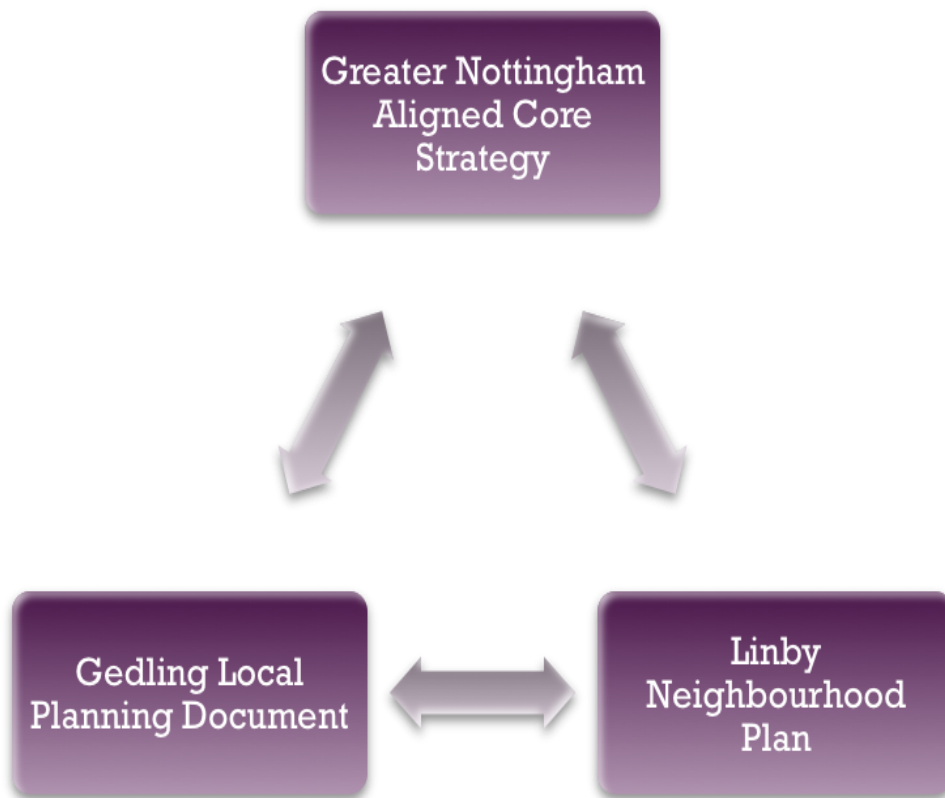 Greater Nottingham
Aligned Core
Strategy
Gedling Local
Planning Document
Linby
Neighbourhood
Plan